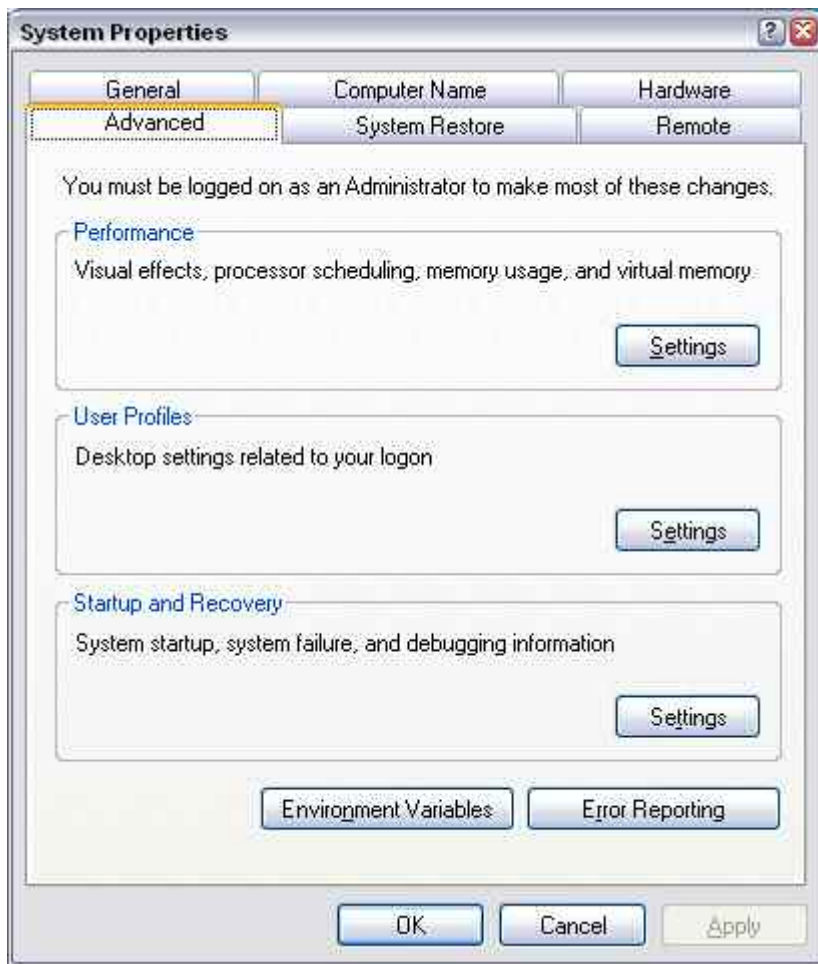 System Properties
General
Computer Name
Hardware
Advanced
System Restore
Remote
You must be logged on as an Administrator to make most of these changes.
Performance
Visual effects, processor scheduling, memory usage, and virtual memory
Settings
User Profiles
Desktop settings related to your logon
Settings
Startup and Recovery
System startup, system failure, and debugging information
Settings
Environment Variables
Error Reporting
OK
Cancel
Apply